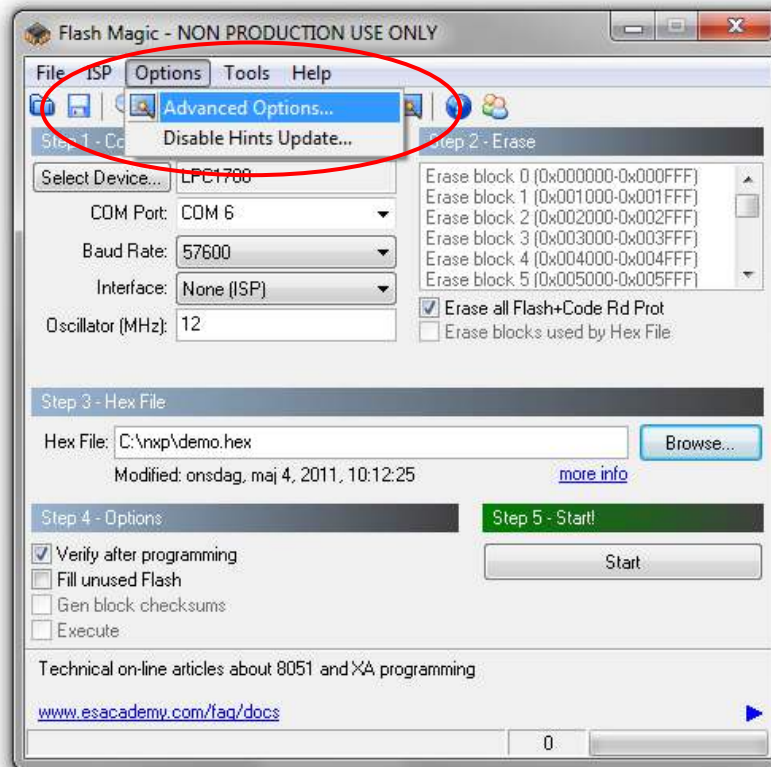 Flash Magic - NON PRODUCTION USE ONLY
File ISP Options Tools Help
Advanced Options...
Disable Hints Update...
Step 1 - Co
Step 2 - Erase
Select Device... LPC1788
COM Port: COM 6
Baud Rate: 57600
Interface: None (ISP)
Oscillator (MHz): 12
Erase block 0 (0x000000-0x000FFF)
Erase block 1 (0x001000-0x001FFF)
Erase block 2 (0x002000-0x002FFF)
Erase block 3 (0x003000-0x003FFF)
Erase block 4 (0x004000-0x004FFF)
Erase block 5 (0x005000-0x005FFF)
Erase all Flash+Code Rd Prot
Erase blocks used by Hex File
Step 3 - Hex File
Hex File: C:\nxp\demo.hex Browse...
Modified: onsdag, maj 4, 2011, 10:12:25 more info
Step 4 - Options
Step 5 - Start!
Verify after programming
Fill unused Flash
Gen block checksums
Execute
Start
Technical on-line articles about 8051 and XA programming
www.esacademy.com/faq/docs
0